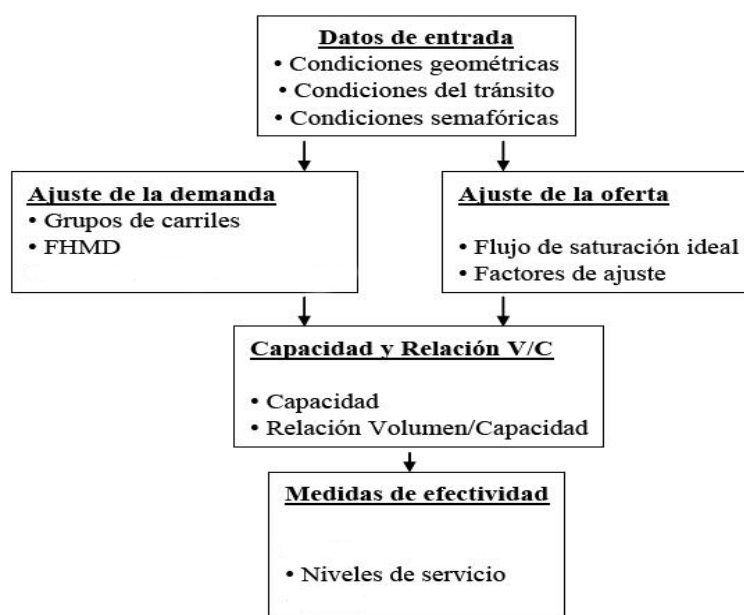 Datos de entrada
• Condiciones geométricas
• Condiciones del tránsito
• Condiciones semafóricas
Ajuste de la demanda
• Grupos de carriles
• FHMD
Ajuste de la oferta
• Flujo de saturación ideal
• Factores de ajuste
Capacidad y Relación V/C
• Capacidad
• Relación Volumen/Capacidad
Medidas de efectividad
• Niveles de servicio